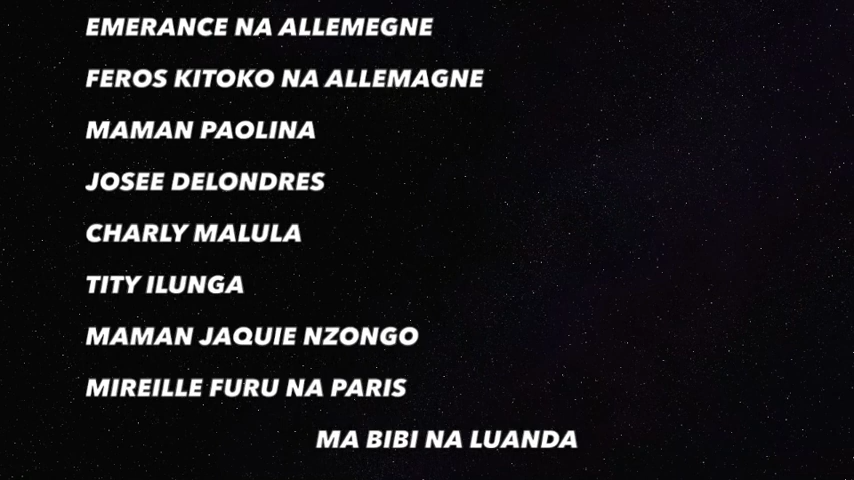 EMERANCE NA ALLEMEGNE
FEROS KITOKO NA ALLEMAGNE
MAMAN PAOLINA
JOSEE DELONDRES
CHARLY MALULA
TITY ILUNGA
MAMAN JAQUIE NZONGO
MIREILLE FURU NA PARIS
MA BIBI NA LUANDA